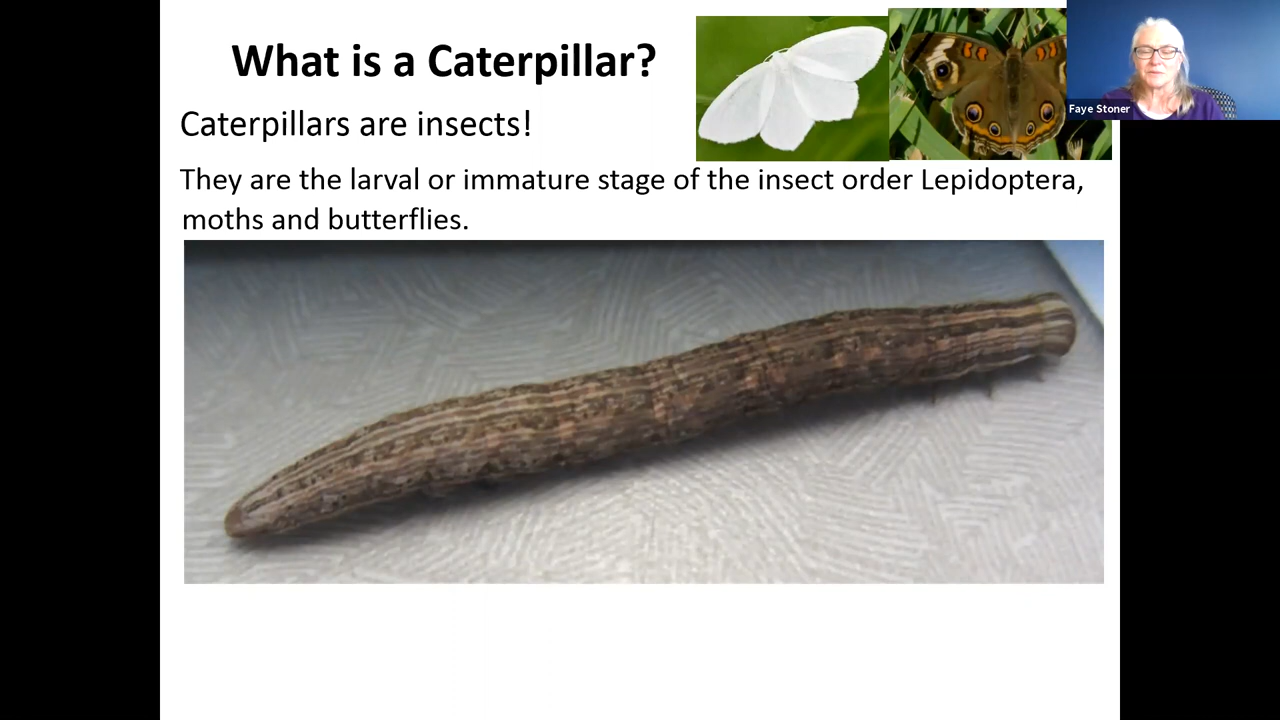 What is a Caterpillar?
Caterpillars are insects!
Faye Stoner
They are the larval or immature stage of the insect order Lepidoptera,
moths and butterflies.